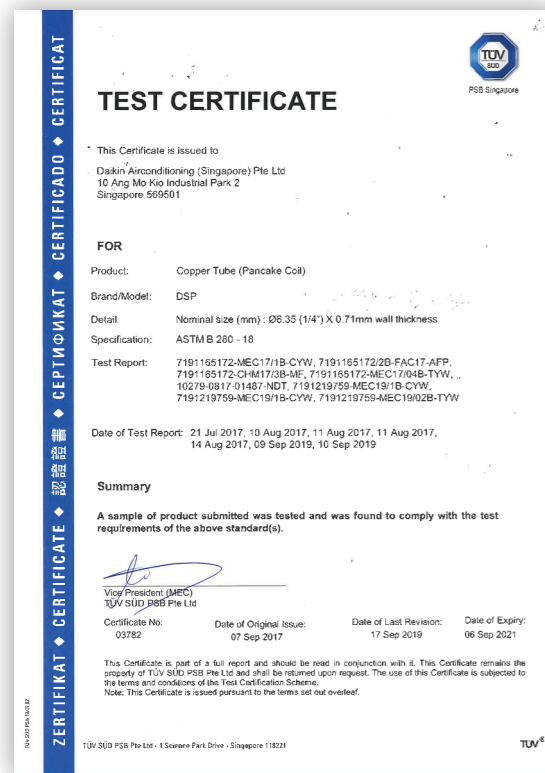 ZERTIFIKAT ◆ CERTIFICATE ◆ 認證證書 ◆ СЕРТИФИКАТ ◆ CERTIFICADO ◆ CERTIFICAT
TÜV
SÜD
PSB Singapore
TEST CERTIFICATE
This Certificate is issued to
Daikin Airconditioning (Singapore) Pte Ltd
10 Ang Mo Kio Industrial Park 2
Singapore 569501
FOR
Product: Copper Tube (Pancake Coil)
Brand/Model: DSP
Detail: Nominal size (mm) : Ø6.35 (1/4") X 0.71mm wall thickness
Specification: ASTM B 280 - 18
Test Report: 7191165172-MEC17/1B-CYW, 7191165172/2B-FAC17-AFP,
7191165172-CHM17/3B-MF, 7191165172-MEC17/04B-TYW,
10279-0817-01487-NDT, 7191219759-MEC19/1B-CYW,
7191219759-MEC19/1B-CYW, 7191219759-MEC19/02B-TYW
Date of Test Report: 21 Jul 2017, 10 Aug 2017, 11 Aug 2017, 11 Aug 2017,
14 Aug 2017, 09 Sep 2019, 10 Sep 2019
Summary
A sample of product submitted was tested and was found to comply with the test
requirements of the above standard(s).
Vice President (MEC)
TÜV SÜD PSB Pte Ltd
Certificate No: Date of Original Issue: Date of Last Revision: Date of Expiry:
03782 07 Sep 2017 17 Sep 2019 06 Sep 2021
This Certificate is part of a full report and should be read in conjunction with it. This Certificate remains the
property of TÜV SÜD PSB Pte Ltd and shall be returned upon request. The use of this Certificate is subjected to
the terms and conditions of the Test Certification Scheme.
Note: This Certificate is issued pursuant to the terms set out overleaf.
TÜV SÜD PSB Pte Ltd • 1 Science Park Drive • Singapore 118221
TÜV®